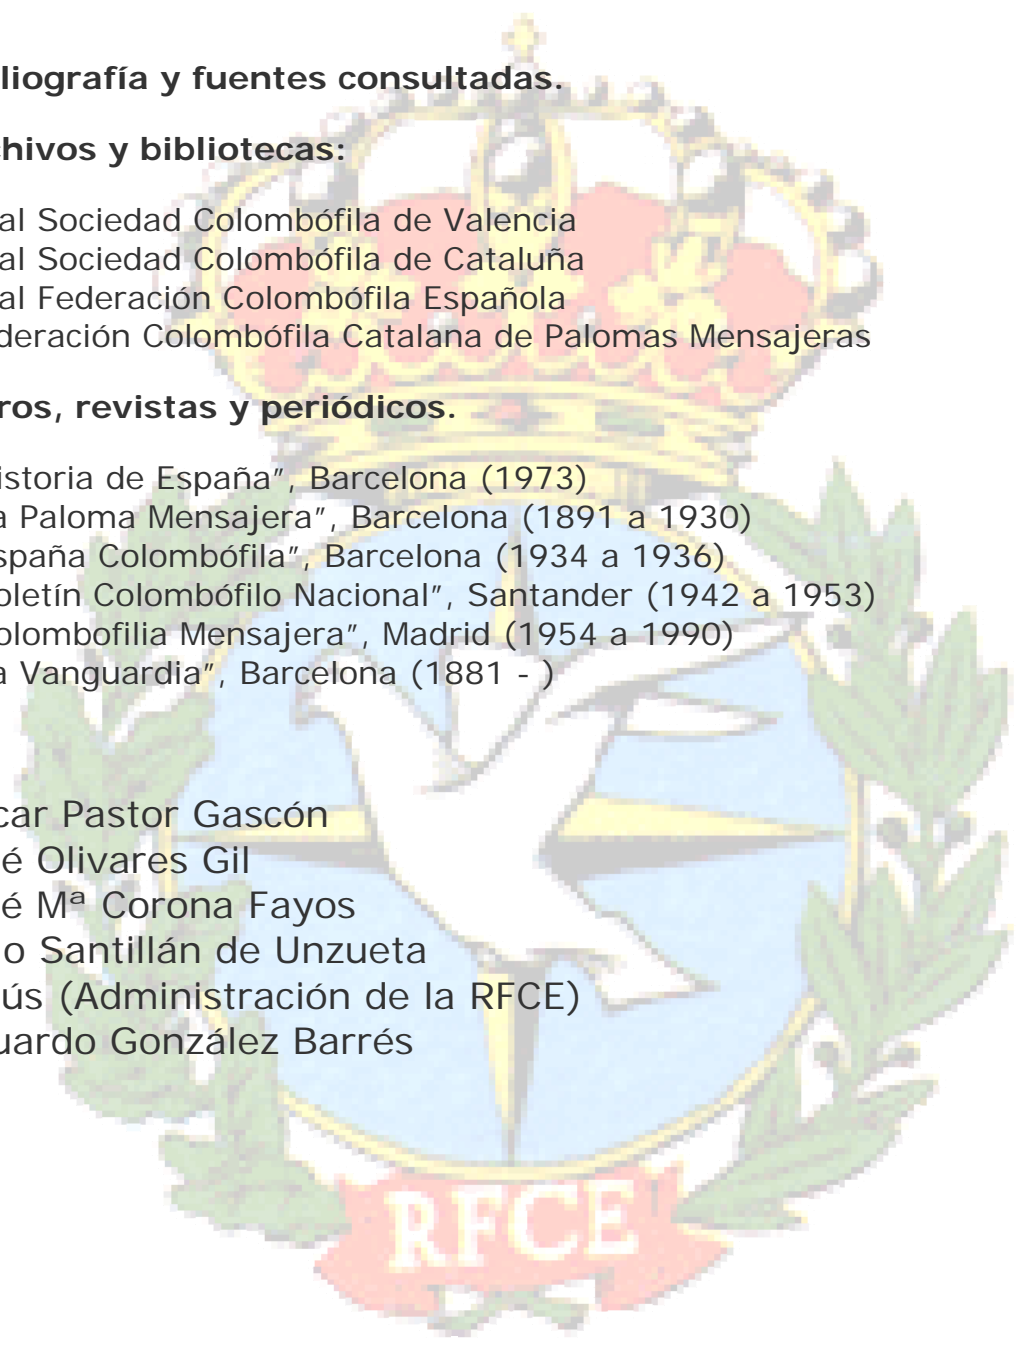 liografía y fuentes consultadas.
hivos y bibliotecas:
al Sociedad Colombófila de Valencia
al Sociedad Colombófila de Cataluña
al Federación Colombófila Española
deración Colombófila Catalana de Palomas Mensajeras
ros, revistas y periódicos.
istoria de España”, Barcelona (1973)
a Paloma Mensajera”, Barcelona (1891 a 1930)
spaña Colombófila”, Barcelona (1934 a 1936)
oletín Colombófilo Nacional”, Santander (1942 a 1953)
olombofilia Mensajera”, Madrid (1954 a 1990)
a Vanguardia”, Barcelona (1881 - )
car Pastor Gascón
é Olivares Gil
é Mª Corona Fayos
o Santillán de Unzueta
ús (Administración de la RFCE)
uardo González Barrés
RFCE